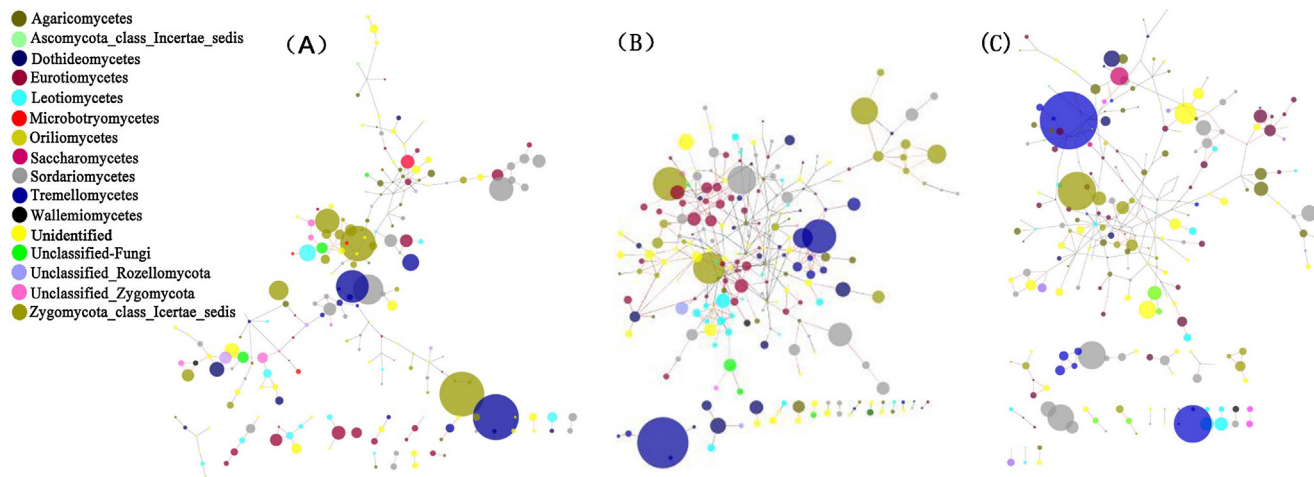 Agaricomycetes
Ascomycota_class_Incertae_sedis
Dothideomycetes
Eurotiomycetes
Leotiomycetes
Microbotryomycetes
Oriliomycetes
Saccharomycetes
Sordariomycetes
Tremellomycetes
Wallemiomycetes
Unidentified
Unclassified-Fungi
Unclassified_Rozellomycota
Unclassified_Zygomycota
Zygomycota_class_Icertae_sedis
(A)
(B)
(C)